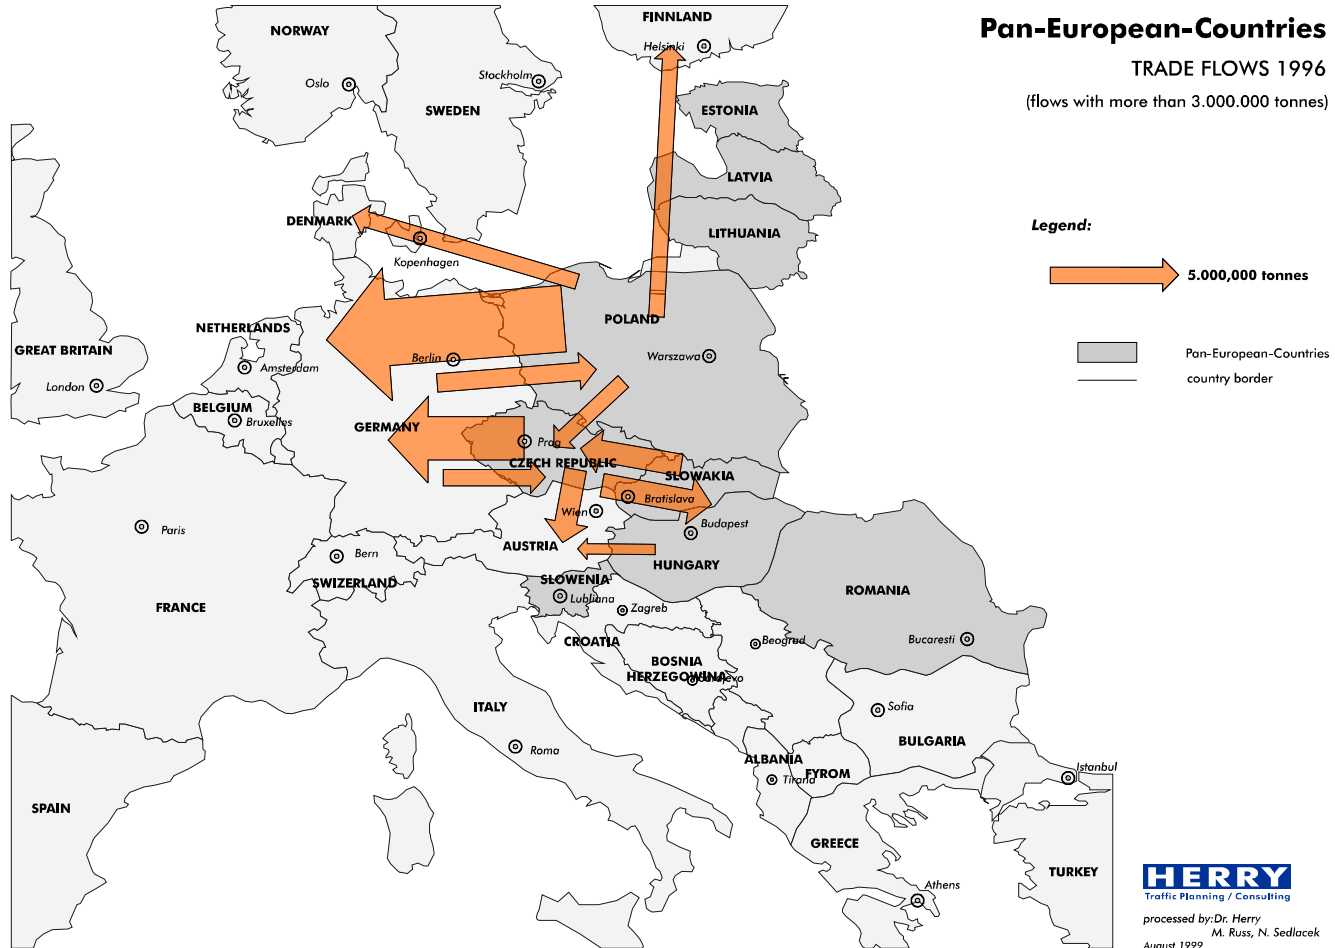 Pan-European-Countries
TRADE FLOWS 1996
(flows with more than 3.000.000 tonnes)
Legend:
5.000,000 tonnes
Pan-European-Countries
country border
FINNLAND
Helsinki
NORWAY
Oslo
Stockholm
SWEDEN
ESTONIA
LATVIA
LITHUANIA
DENMARK
Kopenhagen
NETHERLANDS
Amsterdam
GREAT BRITAIN
London
BELGIUM
Bruxelles
Berlin
GERMANY
POLAND
Warszawa
Prag
CZECH REPUBLIC
SLOWAKIA
Bratislava
Wien
Budapest
AUSTRIA
HUNGARY
Paris
Bern
SWIZERLAND
FRANCE
SLOWENIA
Lubliana
Zagreb
CROATIA
ROMANIA
Bucaresti
Beograd
BOSNIA
HERZEGOWINA
Sarajevo
ITALY
Roma
Sofia
BULGARIA
ALBANIA
Tirana
FYROM
Istanbul
SPAIN
GREECE
Athens
TURKEY
HERRY
Traffic Planning / Consulting
processed by:Dr. Herry
M. Russ, N. Sedlacek
August 1999